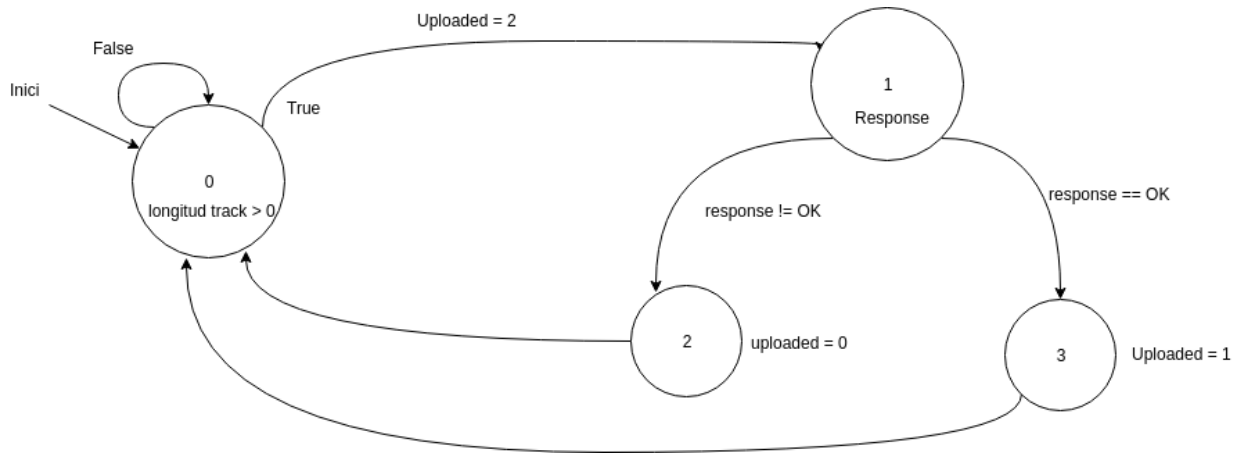 Uploaded = 2
False
Inici
True
0
longitud track > 0
1
Response
response != OK
response == OK
2
uploaded = 0
3
Uploaded = 1